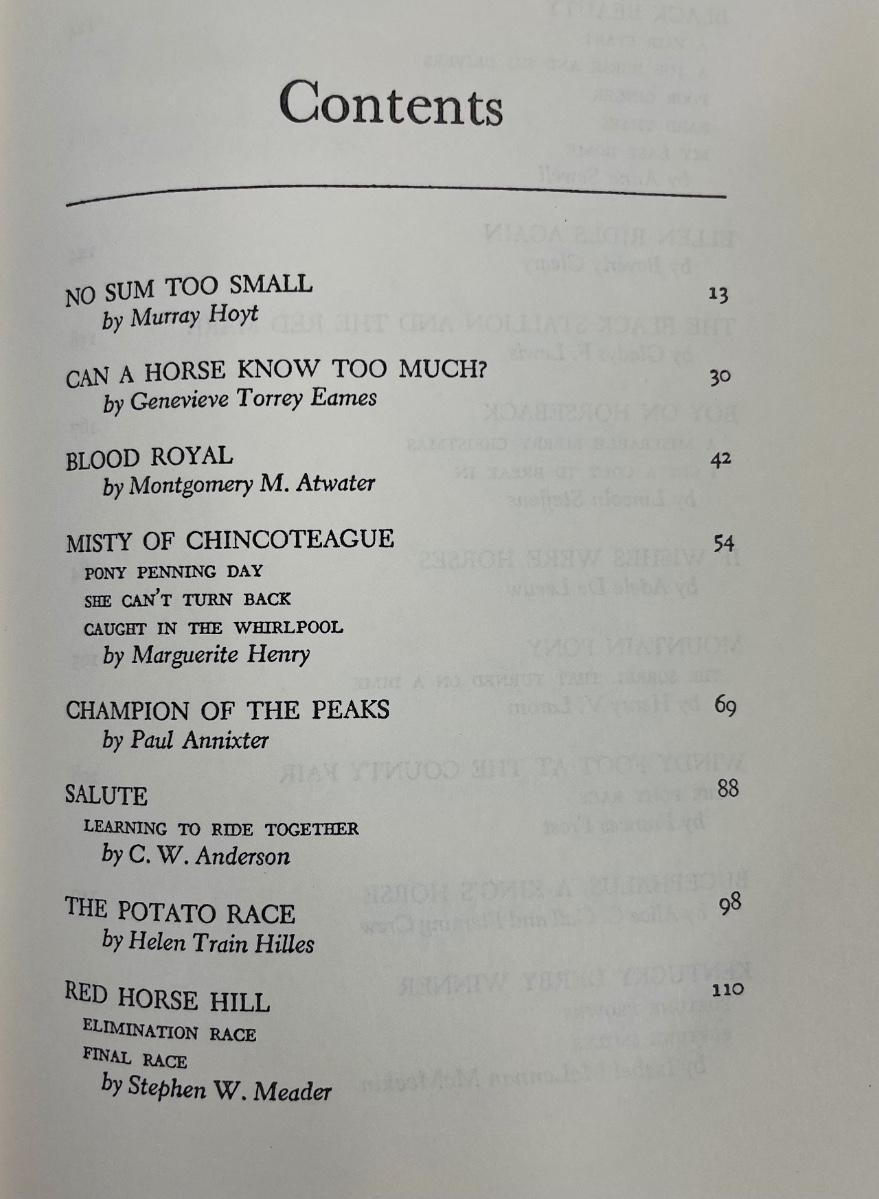 Contents
NO SUM TOO SMALL 13
by Murray Hoyt
CAN A HORSE KNOW TOO MUCH? 30
by Genevieve Torrey Eames
BLOOD ROYAL 42
by Montgomery M. Atwater
MISTY OF CHINCOTEAGUE 54
PONY PENNING DAY
SHE CAN'T TURN BACK
CAUGHT IN THE WHIRLPOOL
by Marguerite Henry
CHAMPION OF THE PEAKS 69
by Paul Annixter
SALUTE 88
LEARNING TO RIDE TOGETHER
by C. W. Anderson
THE POTATO RACE 98
by Helen Train Hilles
RED HORSE HILL 110
ELIMINATION RACE
FINAL RACE
by Stephen W. Meader